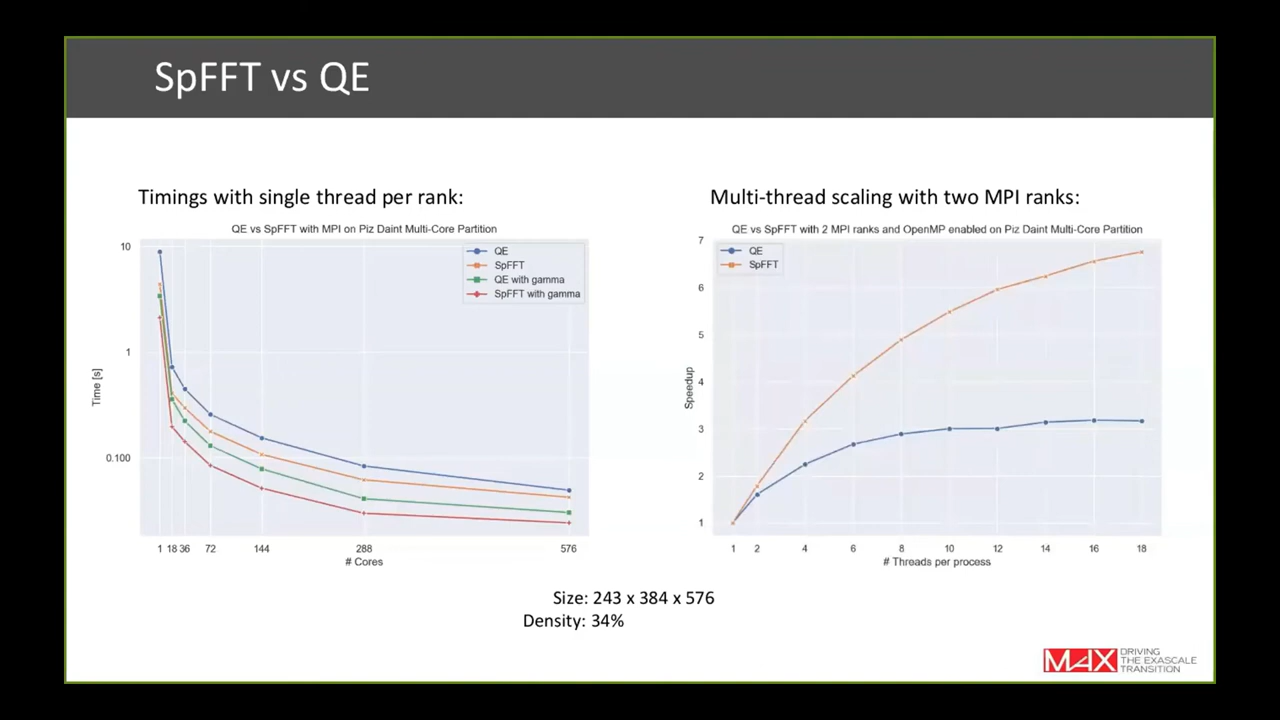 SpFFT vs QE
Timings with single thread per rank:
QE vs SpFFT with MPI on Piz Daint Multi-Core Partition
QE
SpFFT
QE with gamma
SpFFT with gamma
10
1
0.100
Time [s]
1 18 36 72 144 288 576
# Cores
Multi-thread scaling with two MPI ranks:
QE vs SpFFT with 2 MPI ranks and OpenMP enabled on Piz Daint Multi-Core Partition
QE
SpFFT
7
6
5
4
3
2
1
Speedup
1 2 4 6 8 10 12 14 16 18
# Threads per process
Size: 243 x 384 x 576
Density: 34%
MAX
DRIVING
THE EXASCALE
TRANSITION